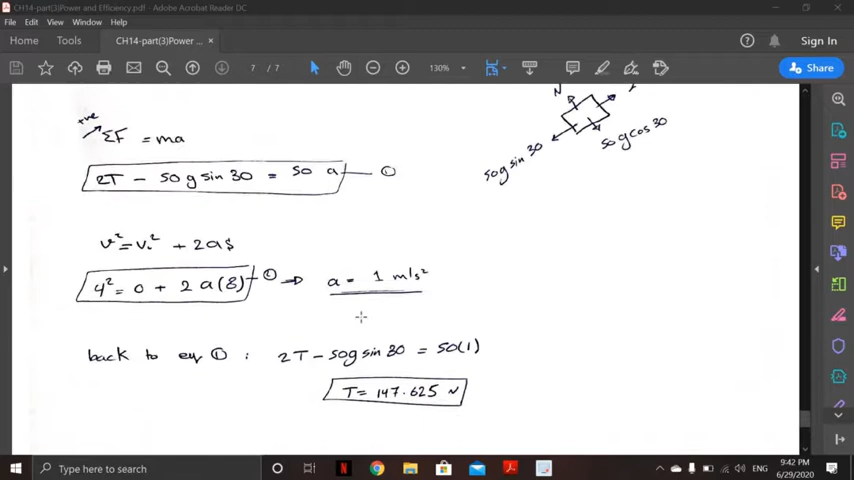 CH14-part(3)Power and Efficiency.pdf - Adobe Acrobat Reader DC
File Edit View Window Help
Home Tools CH14-part(3)Power ... × Sign In
7 / 7 130% Share
N
+ve
ΣF = ma
50 g cos 30
50g sin 30
2T - 50 g sin 30 = 50 a ①
v² = v₀² + 2a s
4² = 0 + 2 a(8) ② → a = 1 m/s²
back to eq ① : 2T - 50g sin 30 = 50(1)
T = 147.625 N
Type here to search
ENG 9:42 PM
6/29/2020